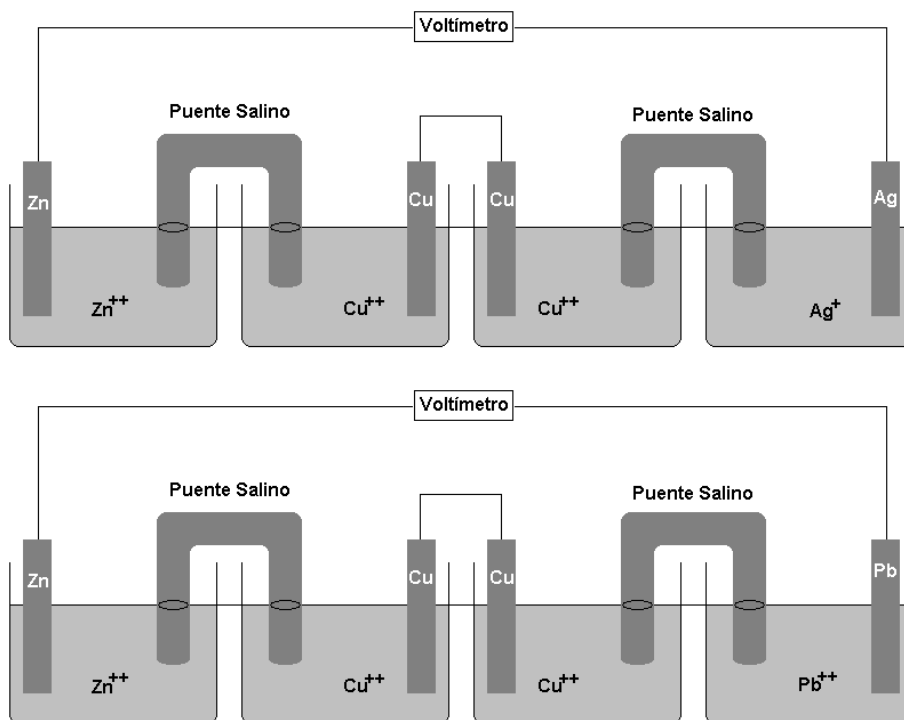 Voltímetro
Puente Salino Puente Salino
Zn Cu Cu Ag
Zn++ Cu++ Cu++ Ag+
Voltímetro
Puente Salino Puente Salino
Zn Cu Cu Pb
Zn++ Cu++ Cu++ Pb++